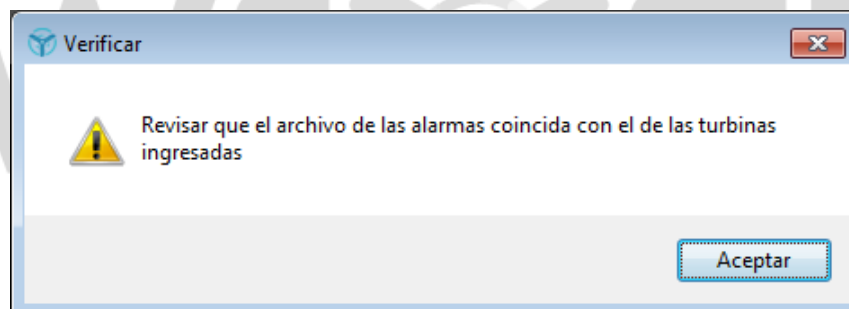 Verificar
Revisar que el archivo de las alarmas coincida con el de las turbinas
ingresadas
Aceptar